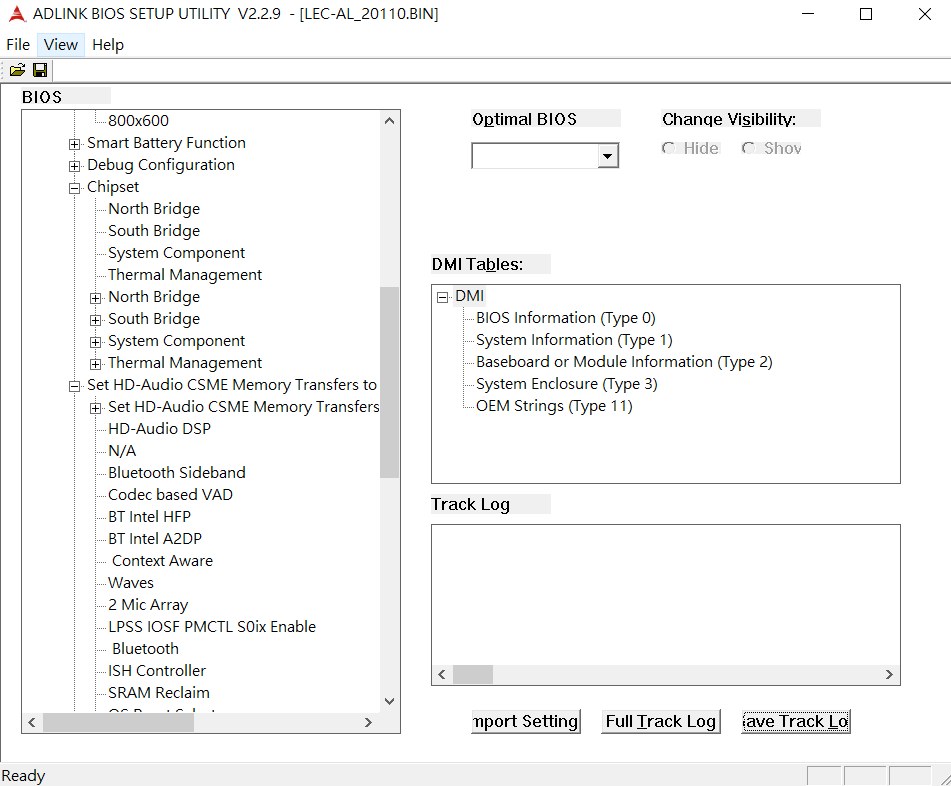 ADLINK BIOS SETUP UTILITY V2.2.9 - [LEC-AL_20110.BIN]
File View Help
BIOS
800x600
Smart Battery Function
Debug Configuration
Chipset
North Bridge
South Bridge
System Component
Thermal Management
North Bridge
South Bridge
System Component
Thermal Management
Set HD-Audio CSME Memory Transfers to
Set HD-Audio CSME Memory Transfers
HD-Audio DSP
N/A
Bluetooth Sideband
Codec based VAD
BT Intel HFP
BT Intel A2DP
Context Aware
Waves
2 Mic Array
LPSS IOSF PMCTL S0ix Enable
Bluetooth
ISH Controller
SRAM Reclaim
Optimal BIOS
Change Visibility:
Hide Shov
DMI Tables:
DMI
BIOS Information (Type 0)
System Information (Type 1)
Baseboard or Module Information (Type 2)
System Enclosure (Type 3)
OEM Strings (Type 11)
Track Log
mport Setting Full Track Log ave Track Lo
Ready